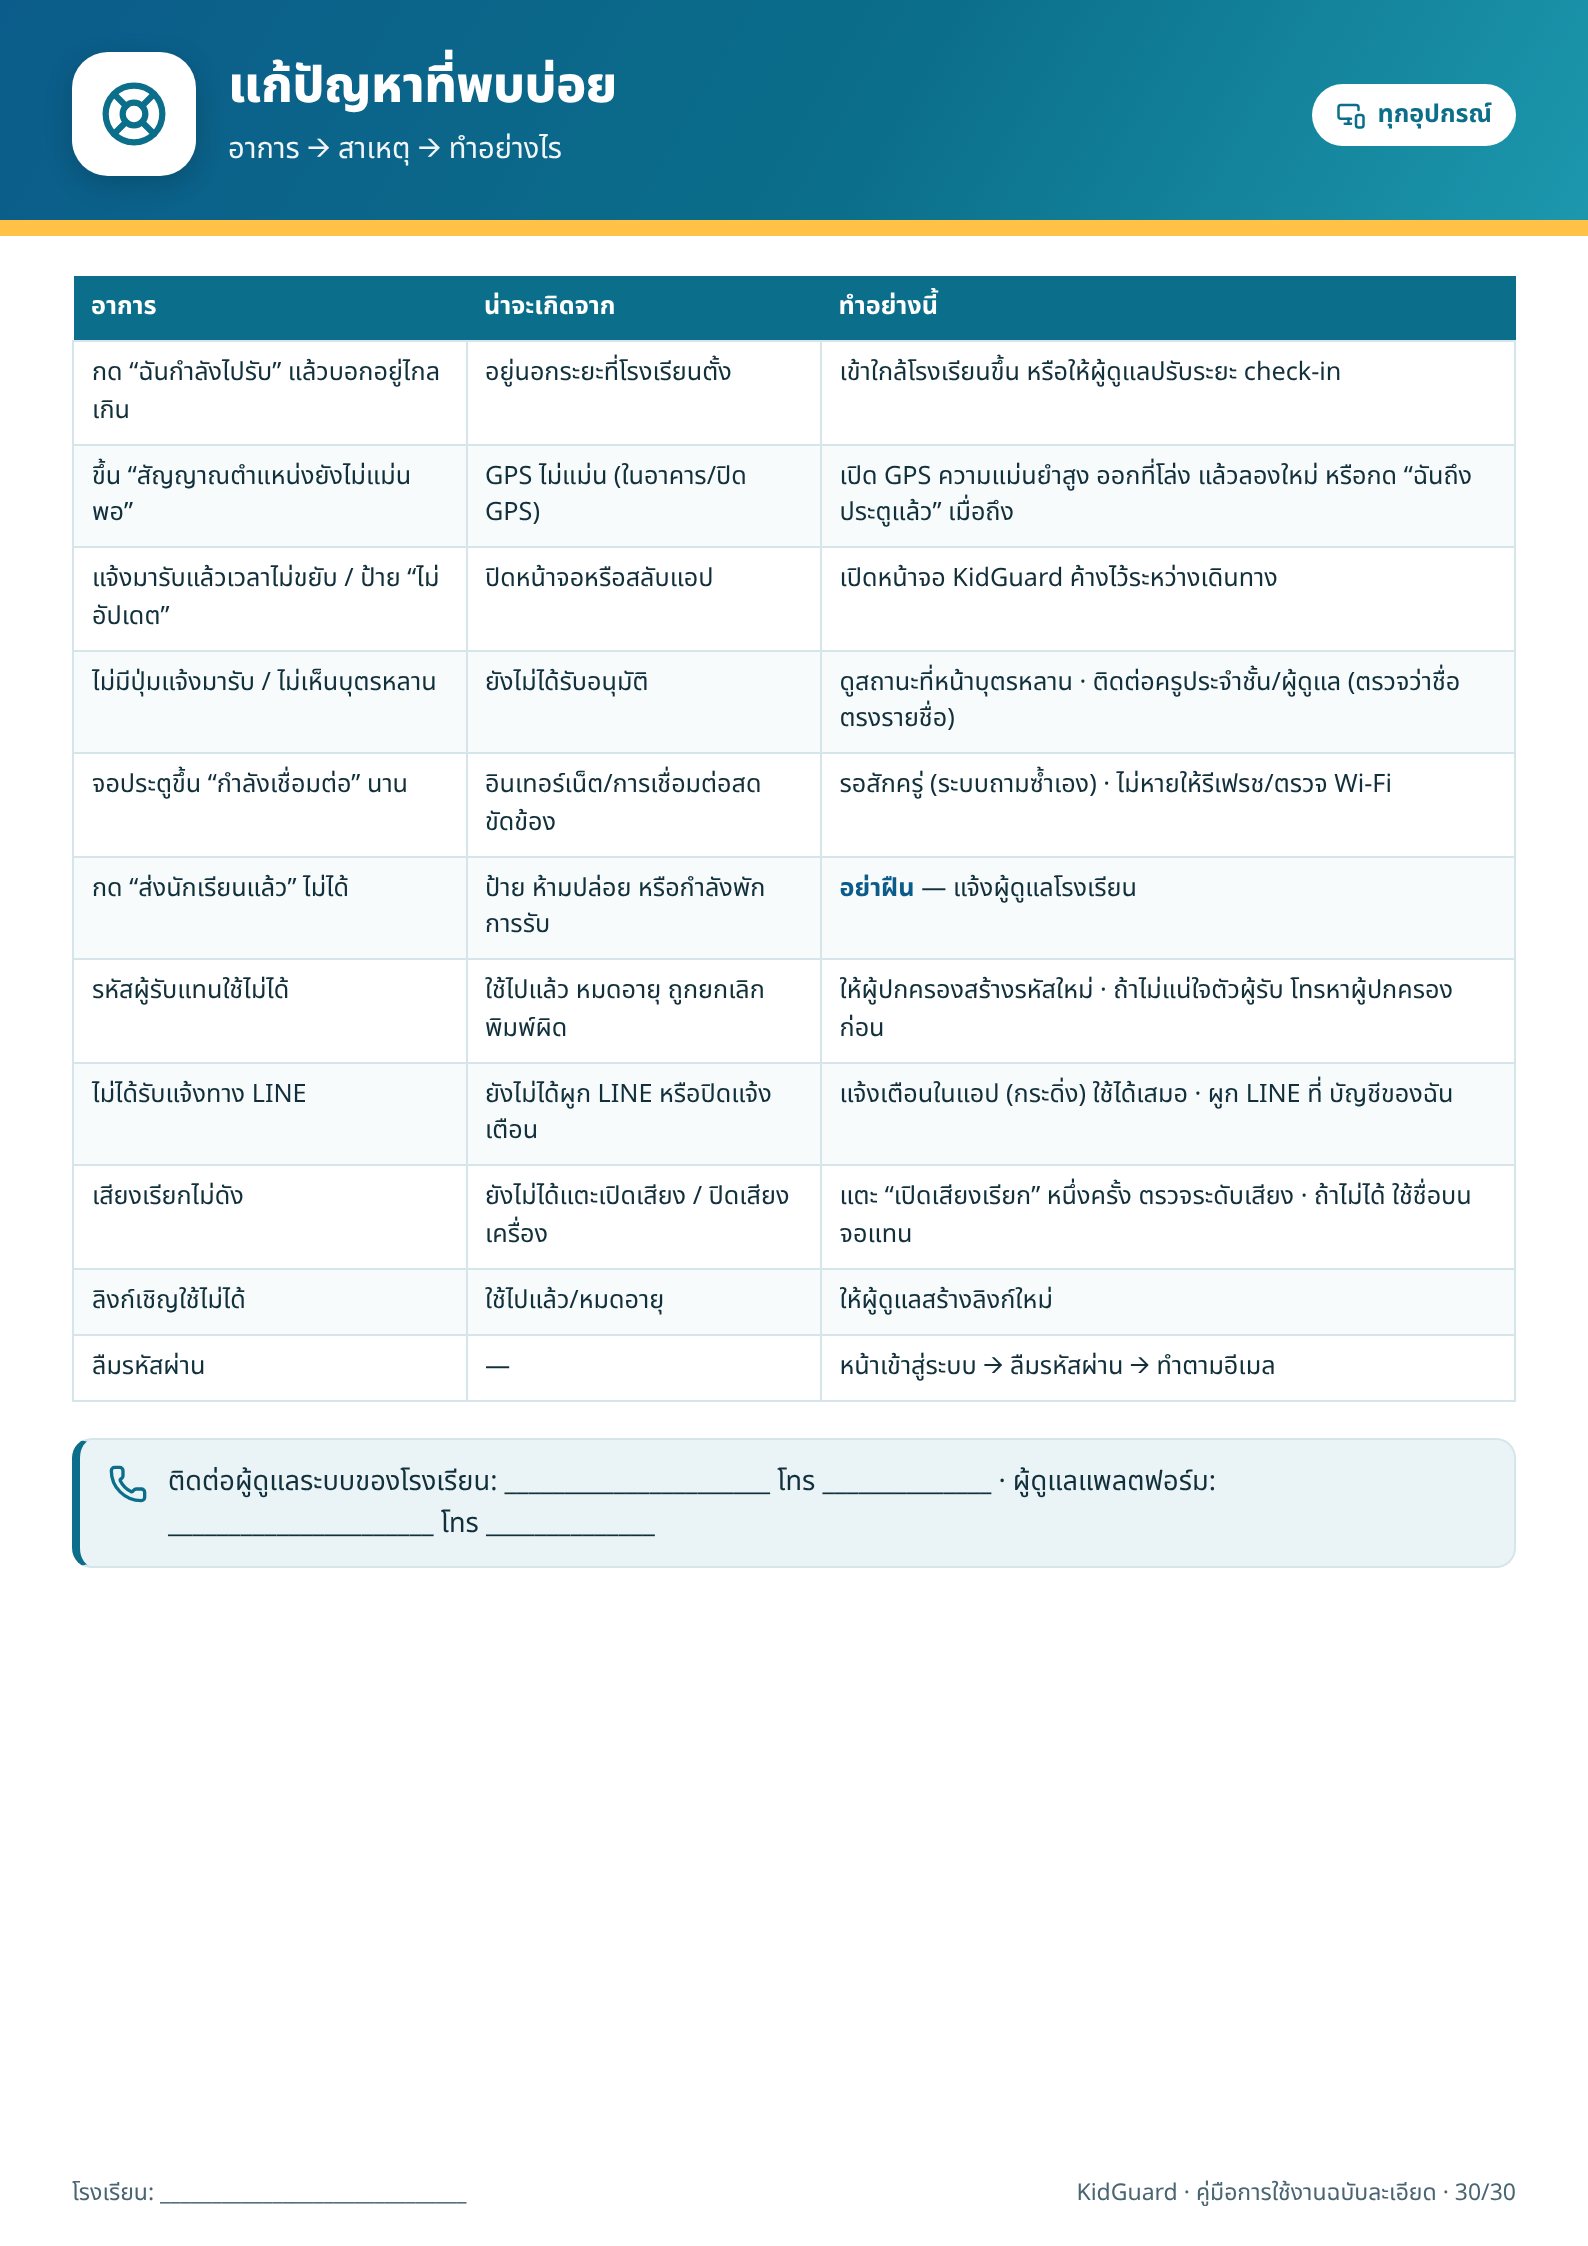 แก้ปัญหาที่พบบ่อย
อาการ → สาเหตุ → ทำอย่างไร
ทุกอุปกรณ์
อาการ น่าจะเกิดจาก ทำอย่างนี้
กด “ฉันกำลังไปรับ” แล้วบอกอยู่ไกล
เกิน
อยู่นอกระยะที่โรงเรียนตั้ง
เข้าใกล้โรงเรียนขึ้น หรือให้ผู้ดูแลปรับระยะ check-in
ขึ้น “สัญญาณตำแหน่งยังไม่แม่น
พอ”
GPS ไม่แม่น (ในอาคาร/ปิด
GPS)
เปิด GPS ความแม่นยำสูง ออกที่โล่ง แล้วลองใหม่ หรือกด “ฉันถึง
ประตูแล้ว” เมื่อถึง
แจ้งมารับแล้วเวลาไม่ขยับ / ป้าย “ไม่
อัปเดต”
ปิดหน้าจอหรือสลับแอป
เปิดหน้าจอ KidGuard ค้างไว้ระหว่างเดินทาง
ไม่มีปุ่มแจ้งมารับ / ไม่เห็นบุตรหลาน
ยังไม่ได้รับอนุมัติ
ดูสถานะที่หน้าบุตรหลาน · ติดต่อครูประจำชั้น/ผู้ดูแล (ตรวจว่าชื่อ
ตรงรายชื่อ)
จอประตูขึ้น “กำลังเชื่อมต่อ” นาน
อินเทอร์เน็ต/การเชื่อมต่อสด
ขัดข้อง
รอสักครู่ (ระบบถามซ้ำเอง) · ไม่หายให้รีเฟรช/ตรวจ Wi-Fi
กด “ส่งนักเรียนแล้ว” ไม่ได้
ป้าย ห้ามปล่อย หรือกำลังพัก
การรับ
อย่าฝืน — แจ้งผู้ดูแลโรงเรียน
รหัสผู้รับแทนใช้ไม่ได้
ใช้ไปแล้ว หมดอายุ ถูกยกเลิก
พิมพ์ผิด
ให้ผู้ปกครองสร้างรหัสใหม่ · ถ้าไม่แน่ใจตัวผู้รับ โทรหาผู้ปกครอง
ก่อน
ไม่ได้รับแจ้งทาง LINE
ยังไม่ได้ผูก LINE หรือปิดแจ้ง
เตือน
แจ้งเตือนในแอป (กระดิ่ง) ใช้ได้เสมอ · ผูก LINE ที่ บัญชีของฉัน
เสียงเรียกไม่ดัง
ยังไม่ได้แตะเปิดเสียง / ปิดเสียง
เครื่อง
แตะ “เปิดเสียงเรียก” หนึ่งครั้ง ตรวจระดับเสียง · ถ้าไม่ได้ ใช้ชื่อบน
จอแทน
ลิงก์เชิญใช้ไม่ได้
ใช้ไปแล้ว/หมดอายุ
ให้ผู้ดูแลสร้างลิงก์ใหม่
ลืมรหัสผ่าน
—
หน้าเข้าสู่ระบบ → ลืมรหัสผ่าน → ทำตามอีเมล
ติดต่อผู้ดูแลระบบของโรงเรียน: ______________________ โทร ______________ · ผู้ดูแลแพลตฟอร์ม:
______________________ โทร ______________
โรงเรียน: ______________________________
KidGuard · คู่มือการใช้งานฉบับละเอียด · 30/30